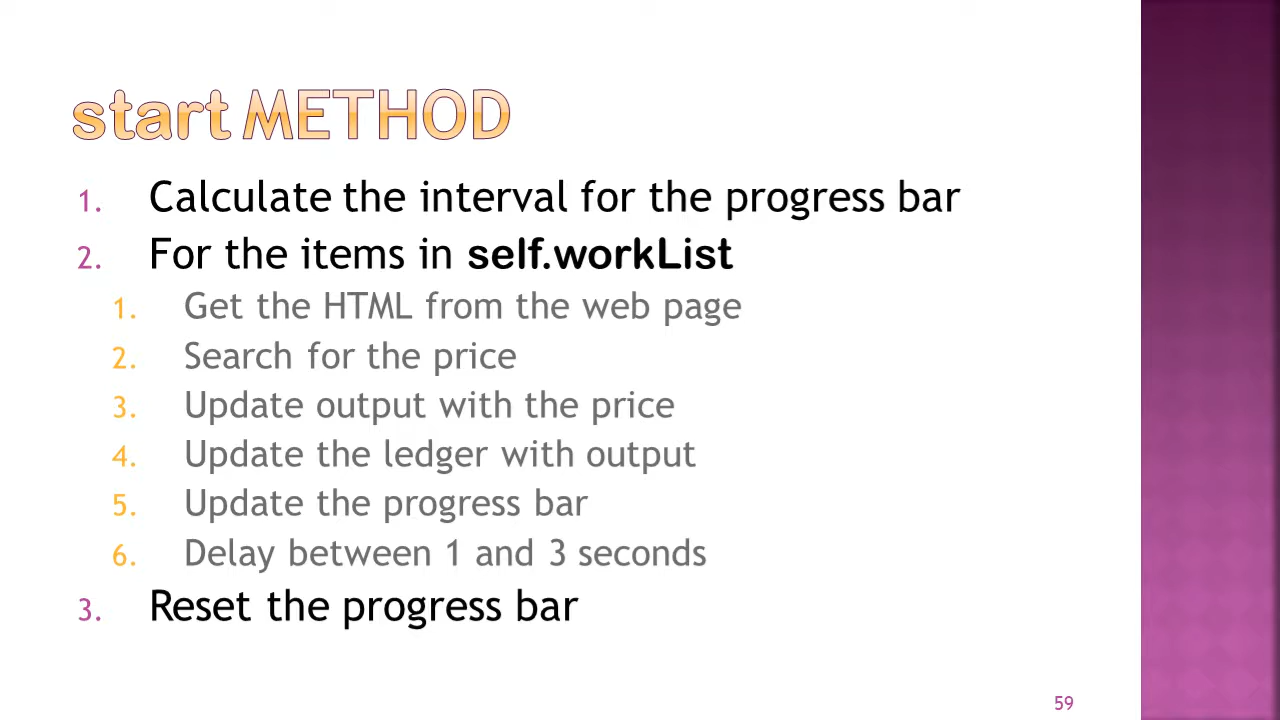 start METHOD
1. Calculate the interval for the progress bar
2. For the items in self.workList
1. Get the HTML from the web page
2. Search for the price
3. Update output with the price
4. Update the ledger with output
5. Update the progress bar
6. Delay between 1 and 3 seconds
3. Reset the progress bar
59